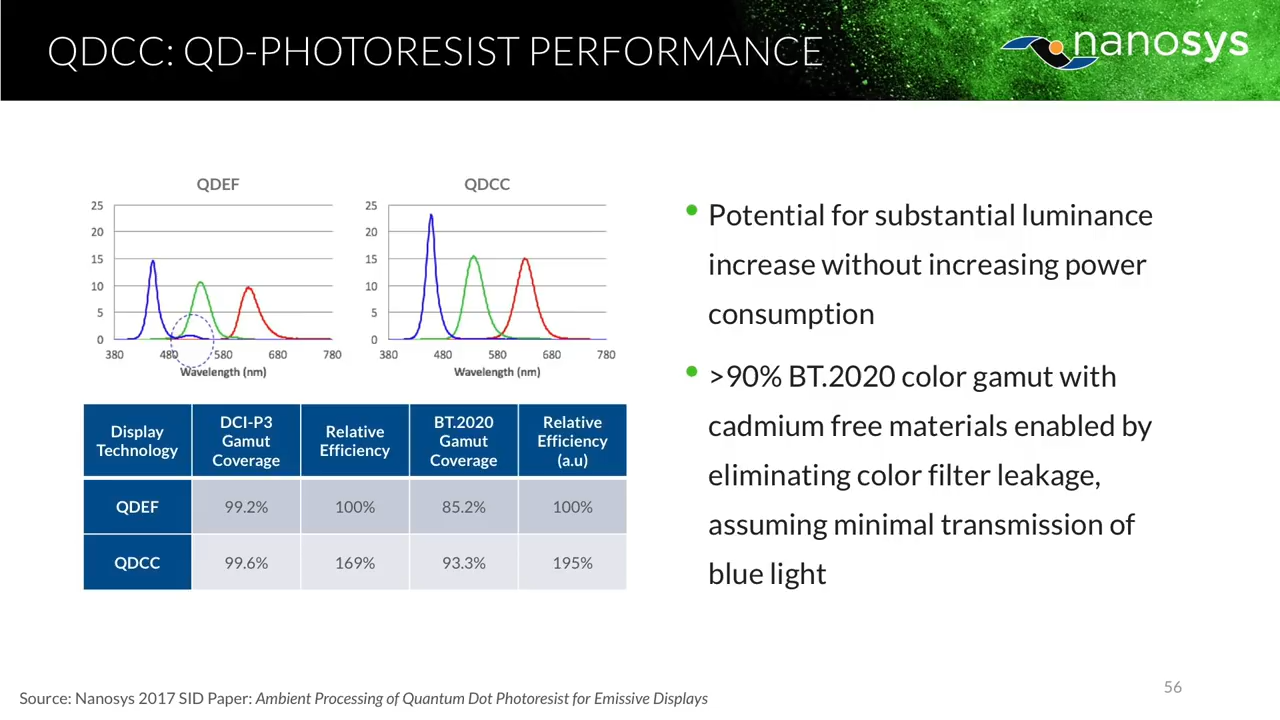 QDCC: QD-PHOTORESIST PERFORMANCE
nanosys
QDEF
25
20
15
10
5
0
380 480 580 680 780
Wavelength (nm)
QDCC
25
20
15
10
5
0
380 480 580 680 780
Wavelength (nm)
Display Technology | DCI-P3 Gamut Coverage | Relative Efficiency | BT.2020 Gamut Coverage | Relative Efficiency (a.u)
QDEF | 99.2% | 100% | 85.2% | 100%
QDCC | 99.6% | 169% | 93.3% | 195%
• Potential for substantial luminance
increase without increasing power
consumption
• >90% BT.2020 color gamut with
cadmium free materials enabled by
eliminating color filter leakage,
assuming minimal transmission of
blue light
Source: Nanosys 2017 SID Paper: Ambient Processing of Quantum Dot Photoresist for Emissive Displays
56